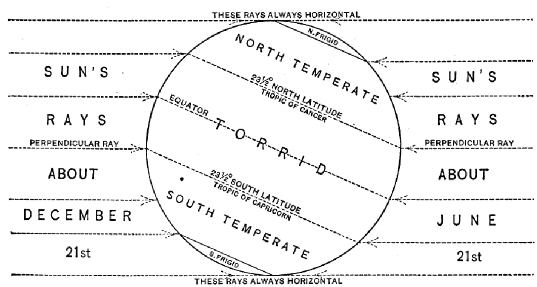 THESE RAYS ALWAYS HORIZONTAL
N. FRIGID
NORTH TEMPERATE
SUN'S
SUN'S
23½° NORTH LATITUDE
TROPIC OF CANCER
EQUATOR
TORRID
RAYS
RAYS
PERPENDICULAR RAY
PERPENDICULAR RAY
ABOUT
ABOUT
23½° SOUTH LATITUDE
TROPIC OF CAPRICORN
SOUTH TEMPERATE
DECEMBER
JUNE
21st
21st
S. FRIGID
THESE RAYS ALWAYS HORIZONTAL